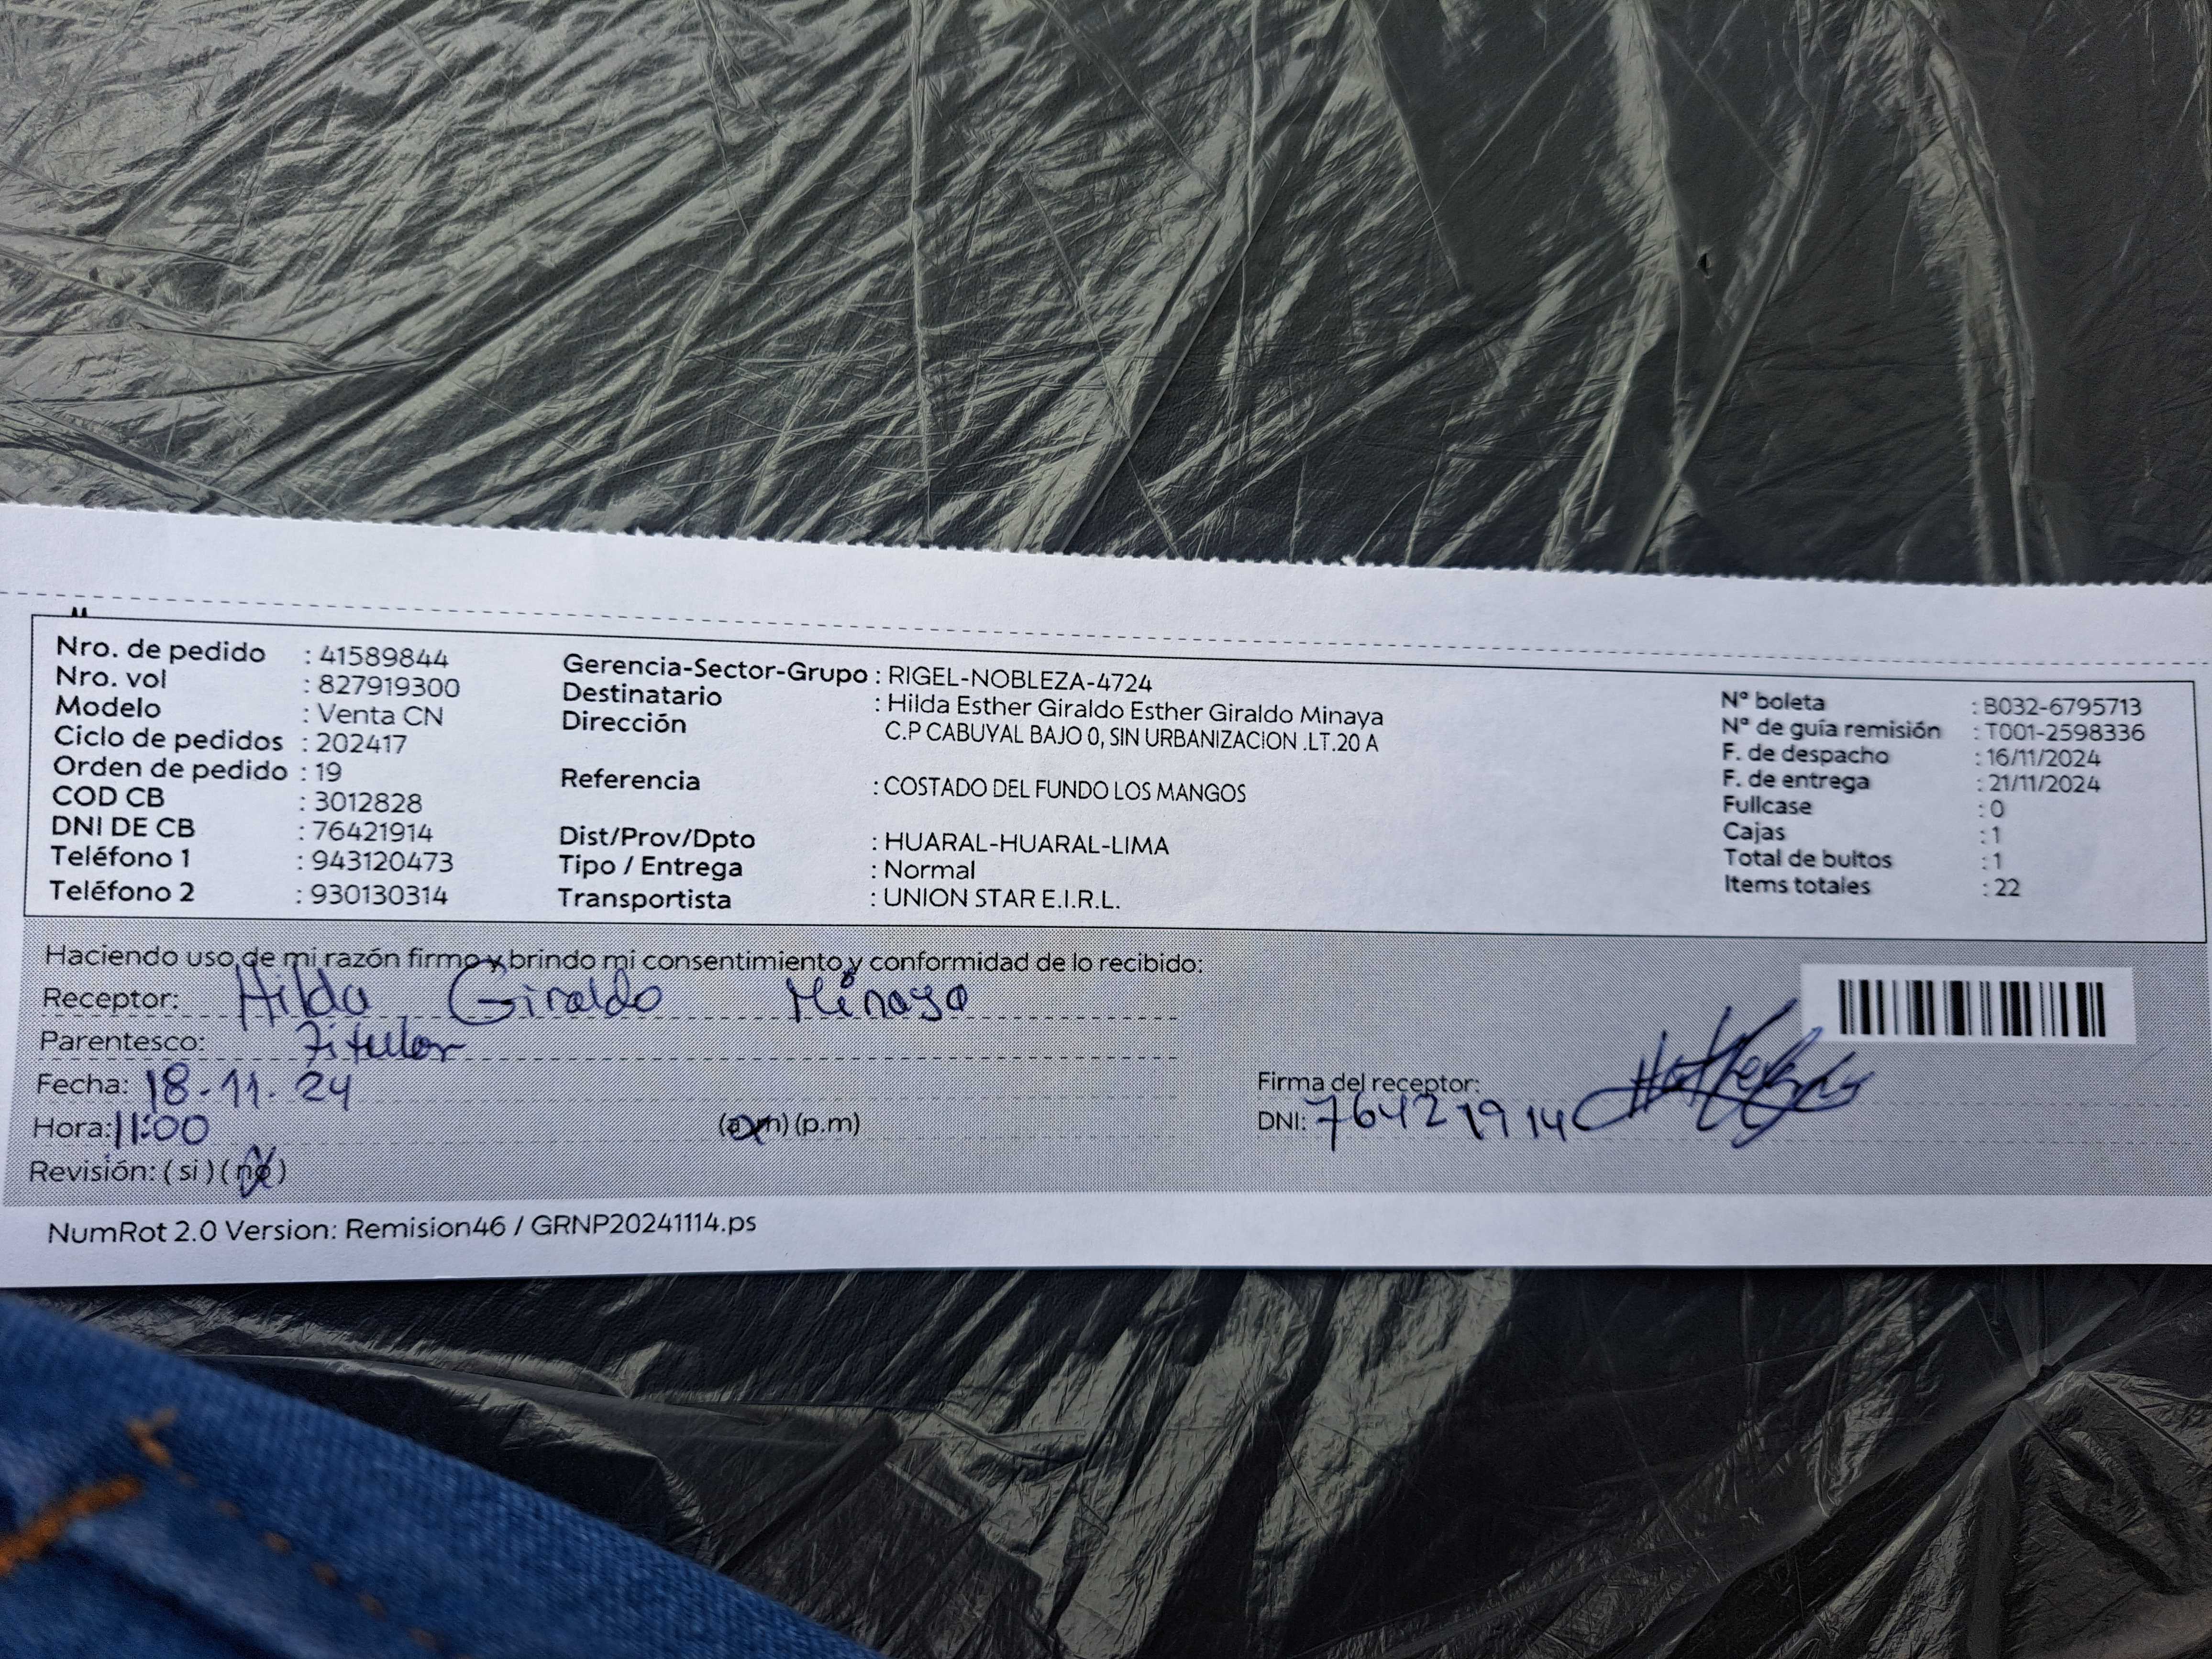 Nro. de pedido : 41589844
Nro. vol : 827919300
Modelo : Venta CN
Ciclo de pedidos : 202417
Orden de pedido : 19
COD CB : 3012828
DNI DE CB : 76421914
Teléfono 1 : 943120473
Teléfono 2 : 930130314
Gerencia-Sector-Grupo : RIGEL-NOBLEZA-4724
Destinatario : Hilda Esther Giraldo Esther Giraldo Minaya
Dirección C.P CABUYAL BAJO 0, SIN URBANIZACION .LT.20 A
Referencia : COSTADO DEL FUNDO LOS MANGOS
Dist/Prov/Dpto : HUARAL-HUARAL-LIMA
Tipo / Entrega : Normal
Transportista : UNION STAR E.I.R.L.
Nº boleta : B032-6795713
Nº de guía remisión : T001-2598336
F. de despacho : 16/11/2024
F. de entrega : 21/11/2024
Fullcase : 0
Cajas : 1
Total de bultos : 1
Items totales : 22
Haciendo uso de mi razón firmo y brindo mi consentimiento y conformidad de lo recibido:
Receptor: Hilda Giraldo Minaya
Parentesco: Titular
Fecha: 18-11-24
Hora: 11:00 (a.m) (p.m)
Revisión: ( si ) ( no )
Firma del receptor:
DNI: 76421914
NumRot 2.0 Version: Remision46 / GRNP20241114.ps